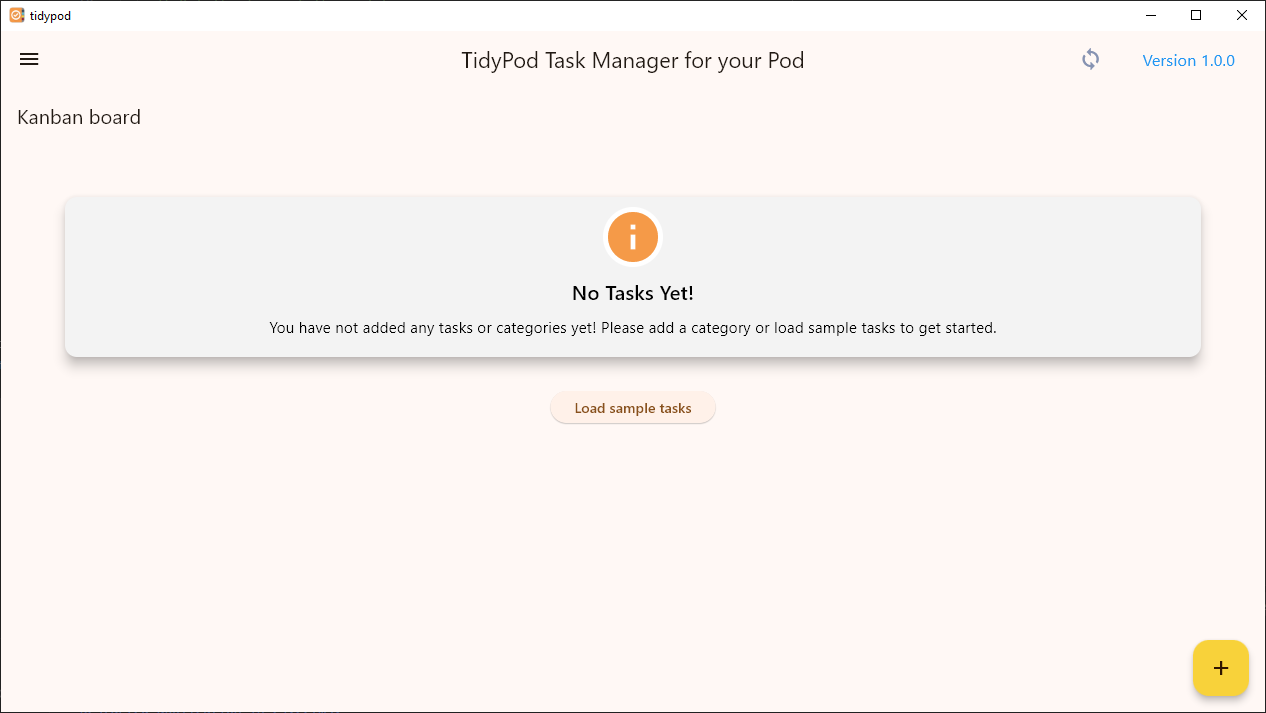 tidypod
TidyPod Task Manager for your Pod
Version 1.0.0
Kanban board
No Tasks Yet!
You have not added any tasks or categories yet! Please add a category or load sample tasks to get started.
Load sample tasks